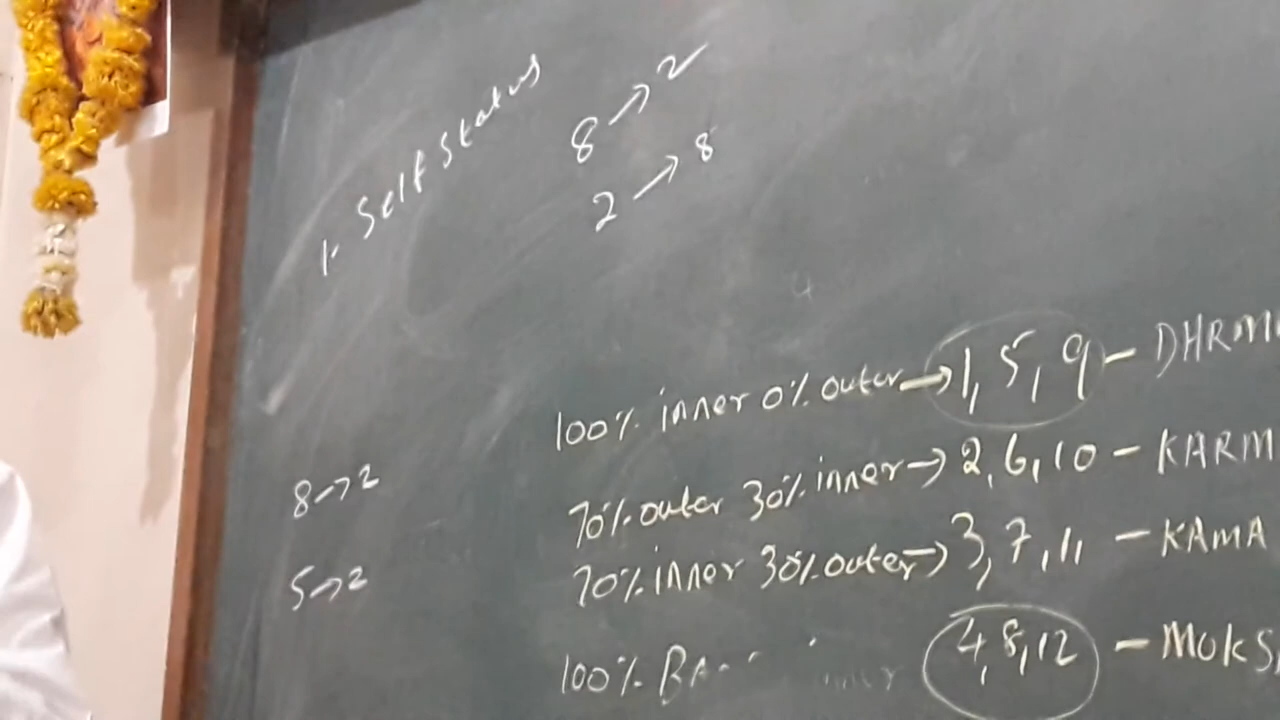 1. Self Status
8 → 2
2 → 8
100% inner 0% outer → 1, 5, 9 – DHRM
70% outer 30% inner → 2, 6, 10 – KARM
8 → 2
70% inner 30% outer → 3, 7, 11 – KAMA
5 → 2
100% 4, 8, 12 – MOKS